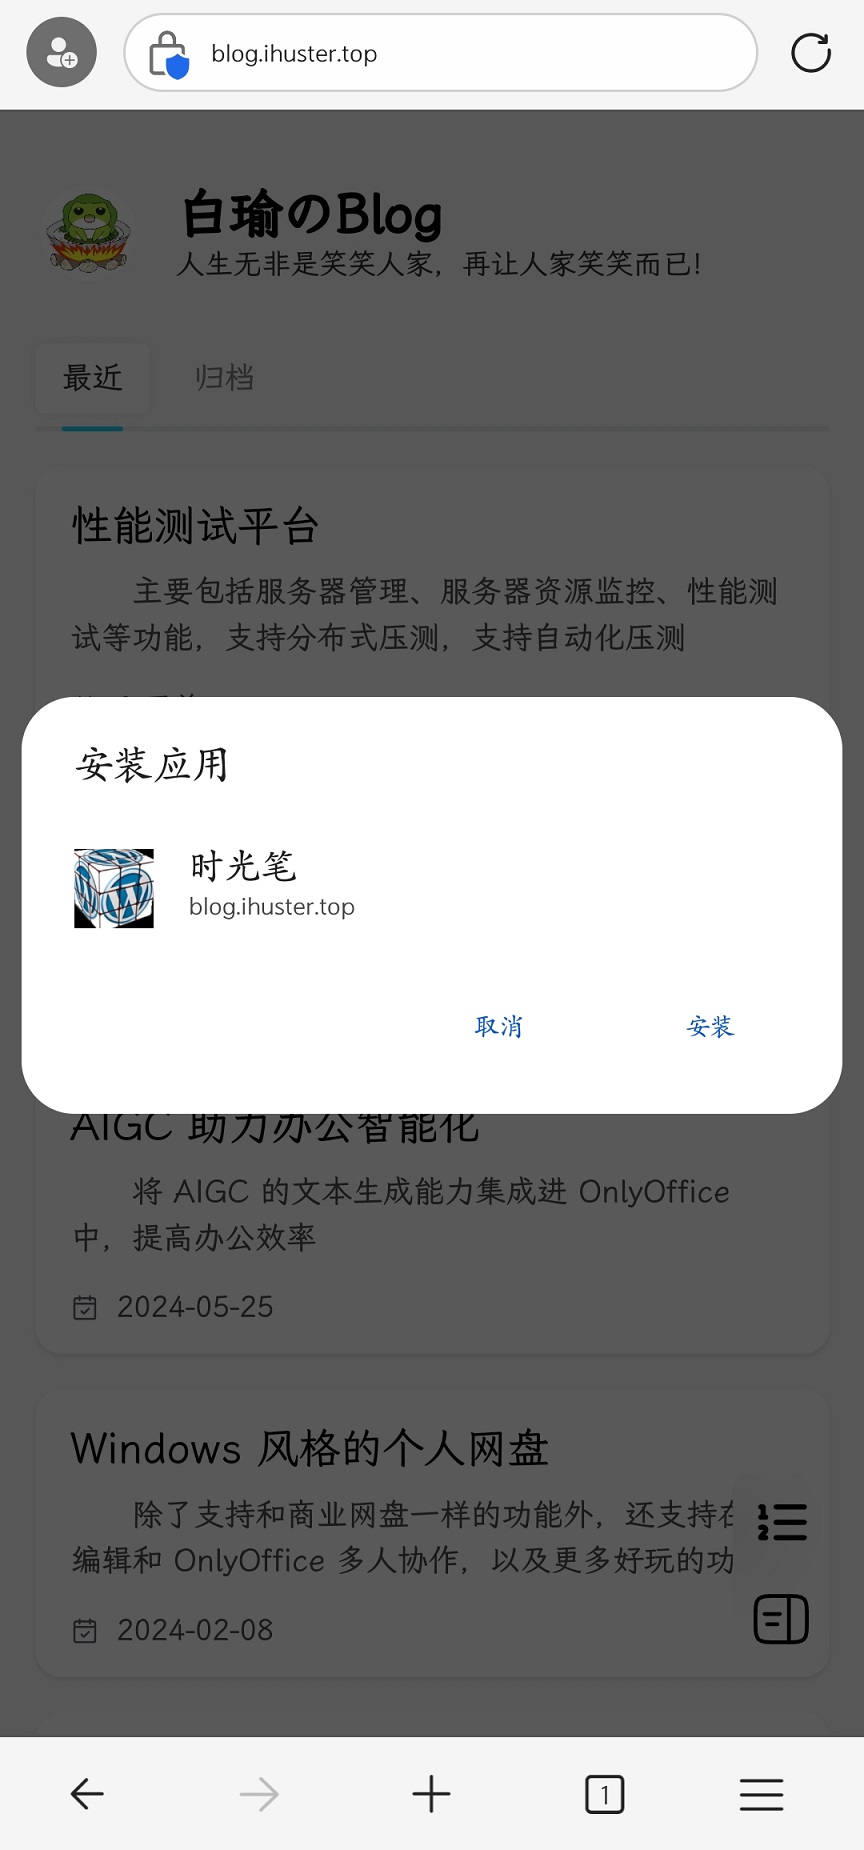 blog.ihuster.top
白瑜のBlog
人生无非是笑笑人家，再让人家笑笑而已！
最近
归档
性能测试平台
主要包括服务器管理、服务器资源监控、性能测
试等功能，支持分布式压测，支持自动化压测
安装应用
时光笔
blog.ihuster.top
取消
安装
AIGC 助力办公智能化
将 AIGC 的文本生成能力集成进 OnlyOffice
中，提高办公效率
2024-05-25
Windows 风格的个人网盘
除了支持和商业网盘一样的功能外，还支持在
编辑和 OnlyOffice 多人协作，以及更多好玩的功
2024-02-08
1